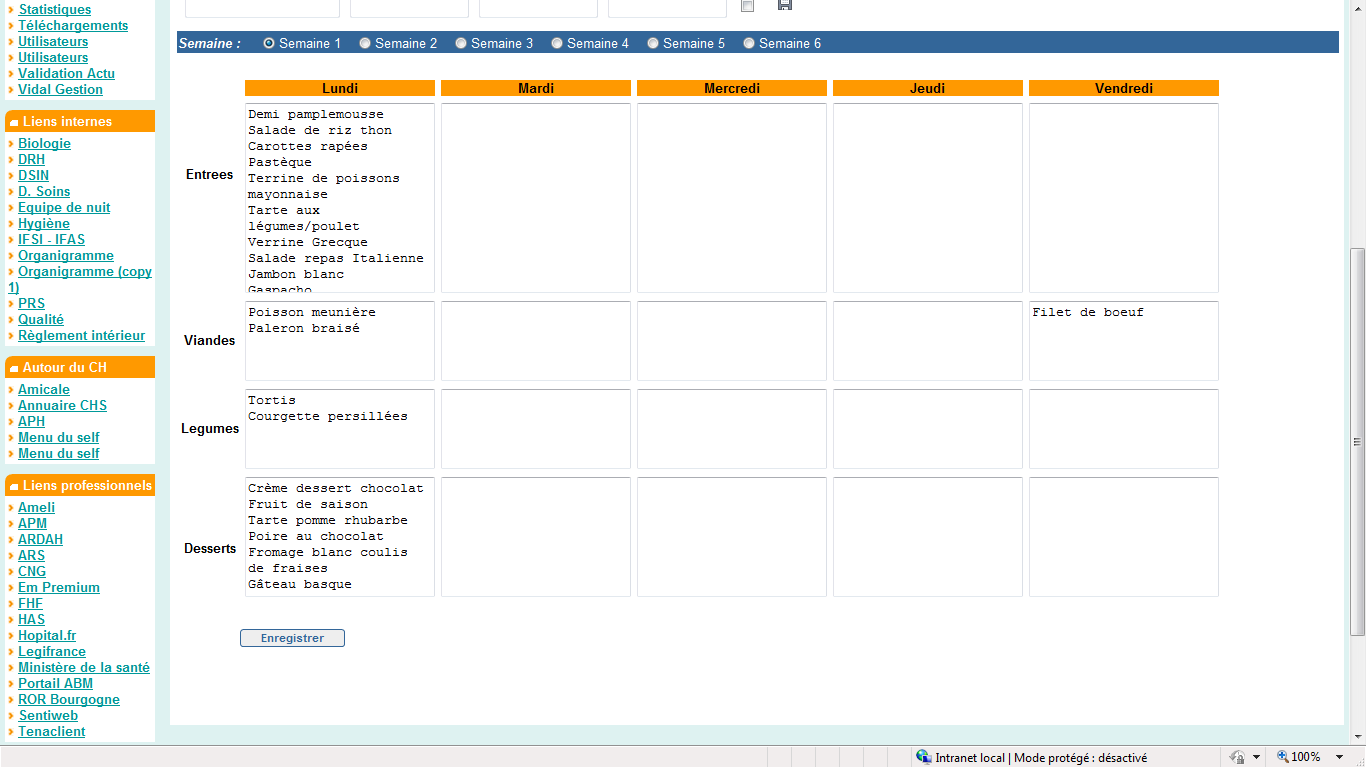 Statistiques
Téléchargements
Utilisateurs
Utilisateurs
Validation Actu
Vidal Gestion
Liens internes
Biologie
DRH
DSIN
D. Soins
Equipe de nuit
Hygiène
IFSI - IFAS
Organigramme
Organigramme (copy
1)
PRS
Qualité
Règlement intérieur
Autour du CH
Amicale
Annuaire CHS
APH
Menu du self
Menu du self
Liens professionnels
Ameli
APM
ARDAH
ARS
CNG
Em Premium
FHF
HAS
Hopital.fr
Legifrance
Ministère de la santé
Portail ABM
ROR Bourgogne
Sentiweb
Tenaclient
Semaine : Semaine 1 Semaine 2 Semaine 3 Semaine 4 Semaine 5 Semaine 6
Lundi Mardi Mercredi Jeudi Vendredi
Entrees
Demi pamplemousse
Salade de riz thon
Carottes rapées
Pastèque
Terrine de poissons
mayonnaise
Tarte aux
légumes/poulet
Verrine Grecque
Salade repas Italienne
Jambon blanc
Gaspacho
Viandes
Poisson meunière
Paleron braisé
Filet de boeuf
Legumes
Tortis
Courgette persillées
Desserts
Crème dessert chocolat
Fruit de saison
Tarte pomme rhubarbe
Poire au chocolat
Fromage blanc coulis
de fraises
Gâteau basque
Enregistrer
Intranet local | Mode protégé : désactivé
100%